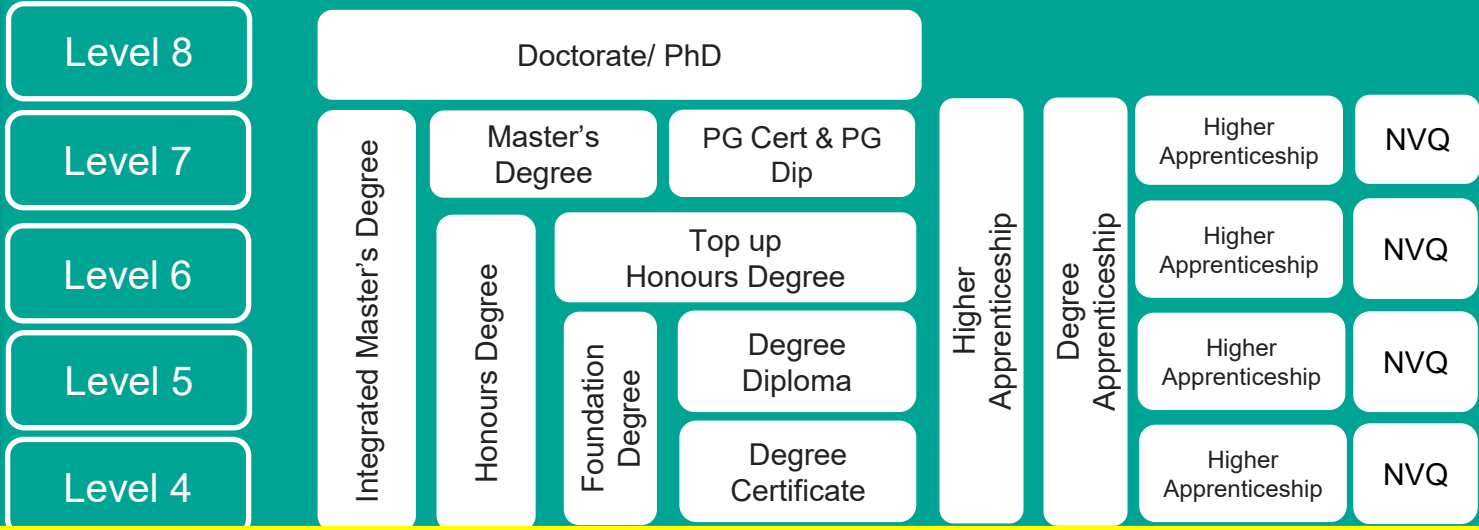 Level 8
Doctorate/ PhD
Level 7
Integrated Master's Degree
Master's
Degree
PG Cert & PG
Dip
Higher
Apprenticeship
Degree
Apprenticeship
Higher
Apprenticeship
NVQ
Level 6
Honours Degree
Top up
Honours Degree
Higher
Apprenticeship
NVQ
Level 5
Foundation
Degree
Degree
Diploma
Higher
Apprenticeship
NVQ
Level 4
Degree
Certificate
Higher
Apprenticeship
NVQ